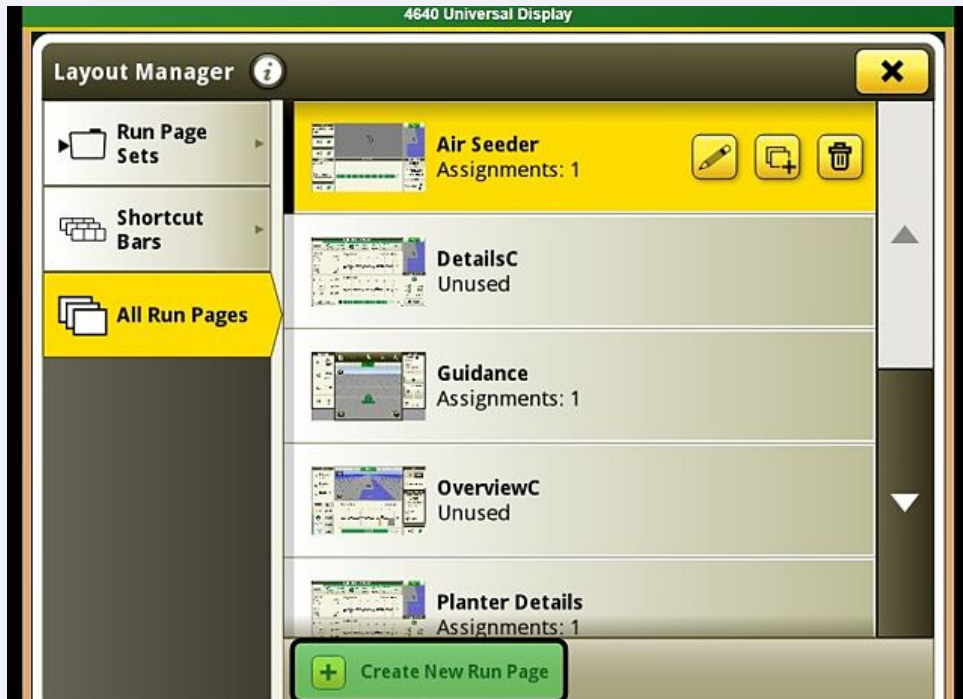 4640 Universal Display
Layout Manager i
Run Page
Sets
Shortcut
Bars
All Run Pages
Air Seeder
Assignments: 1
DetailsC
Unused
Guidance
Assignments: 1
OverviewC
Unused
Planter Details
Assignments: 1
Create New Run Page